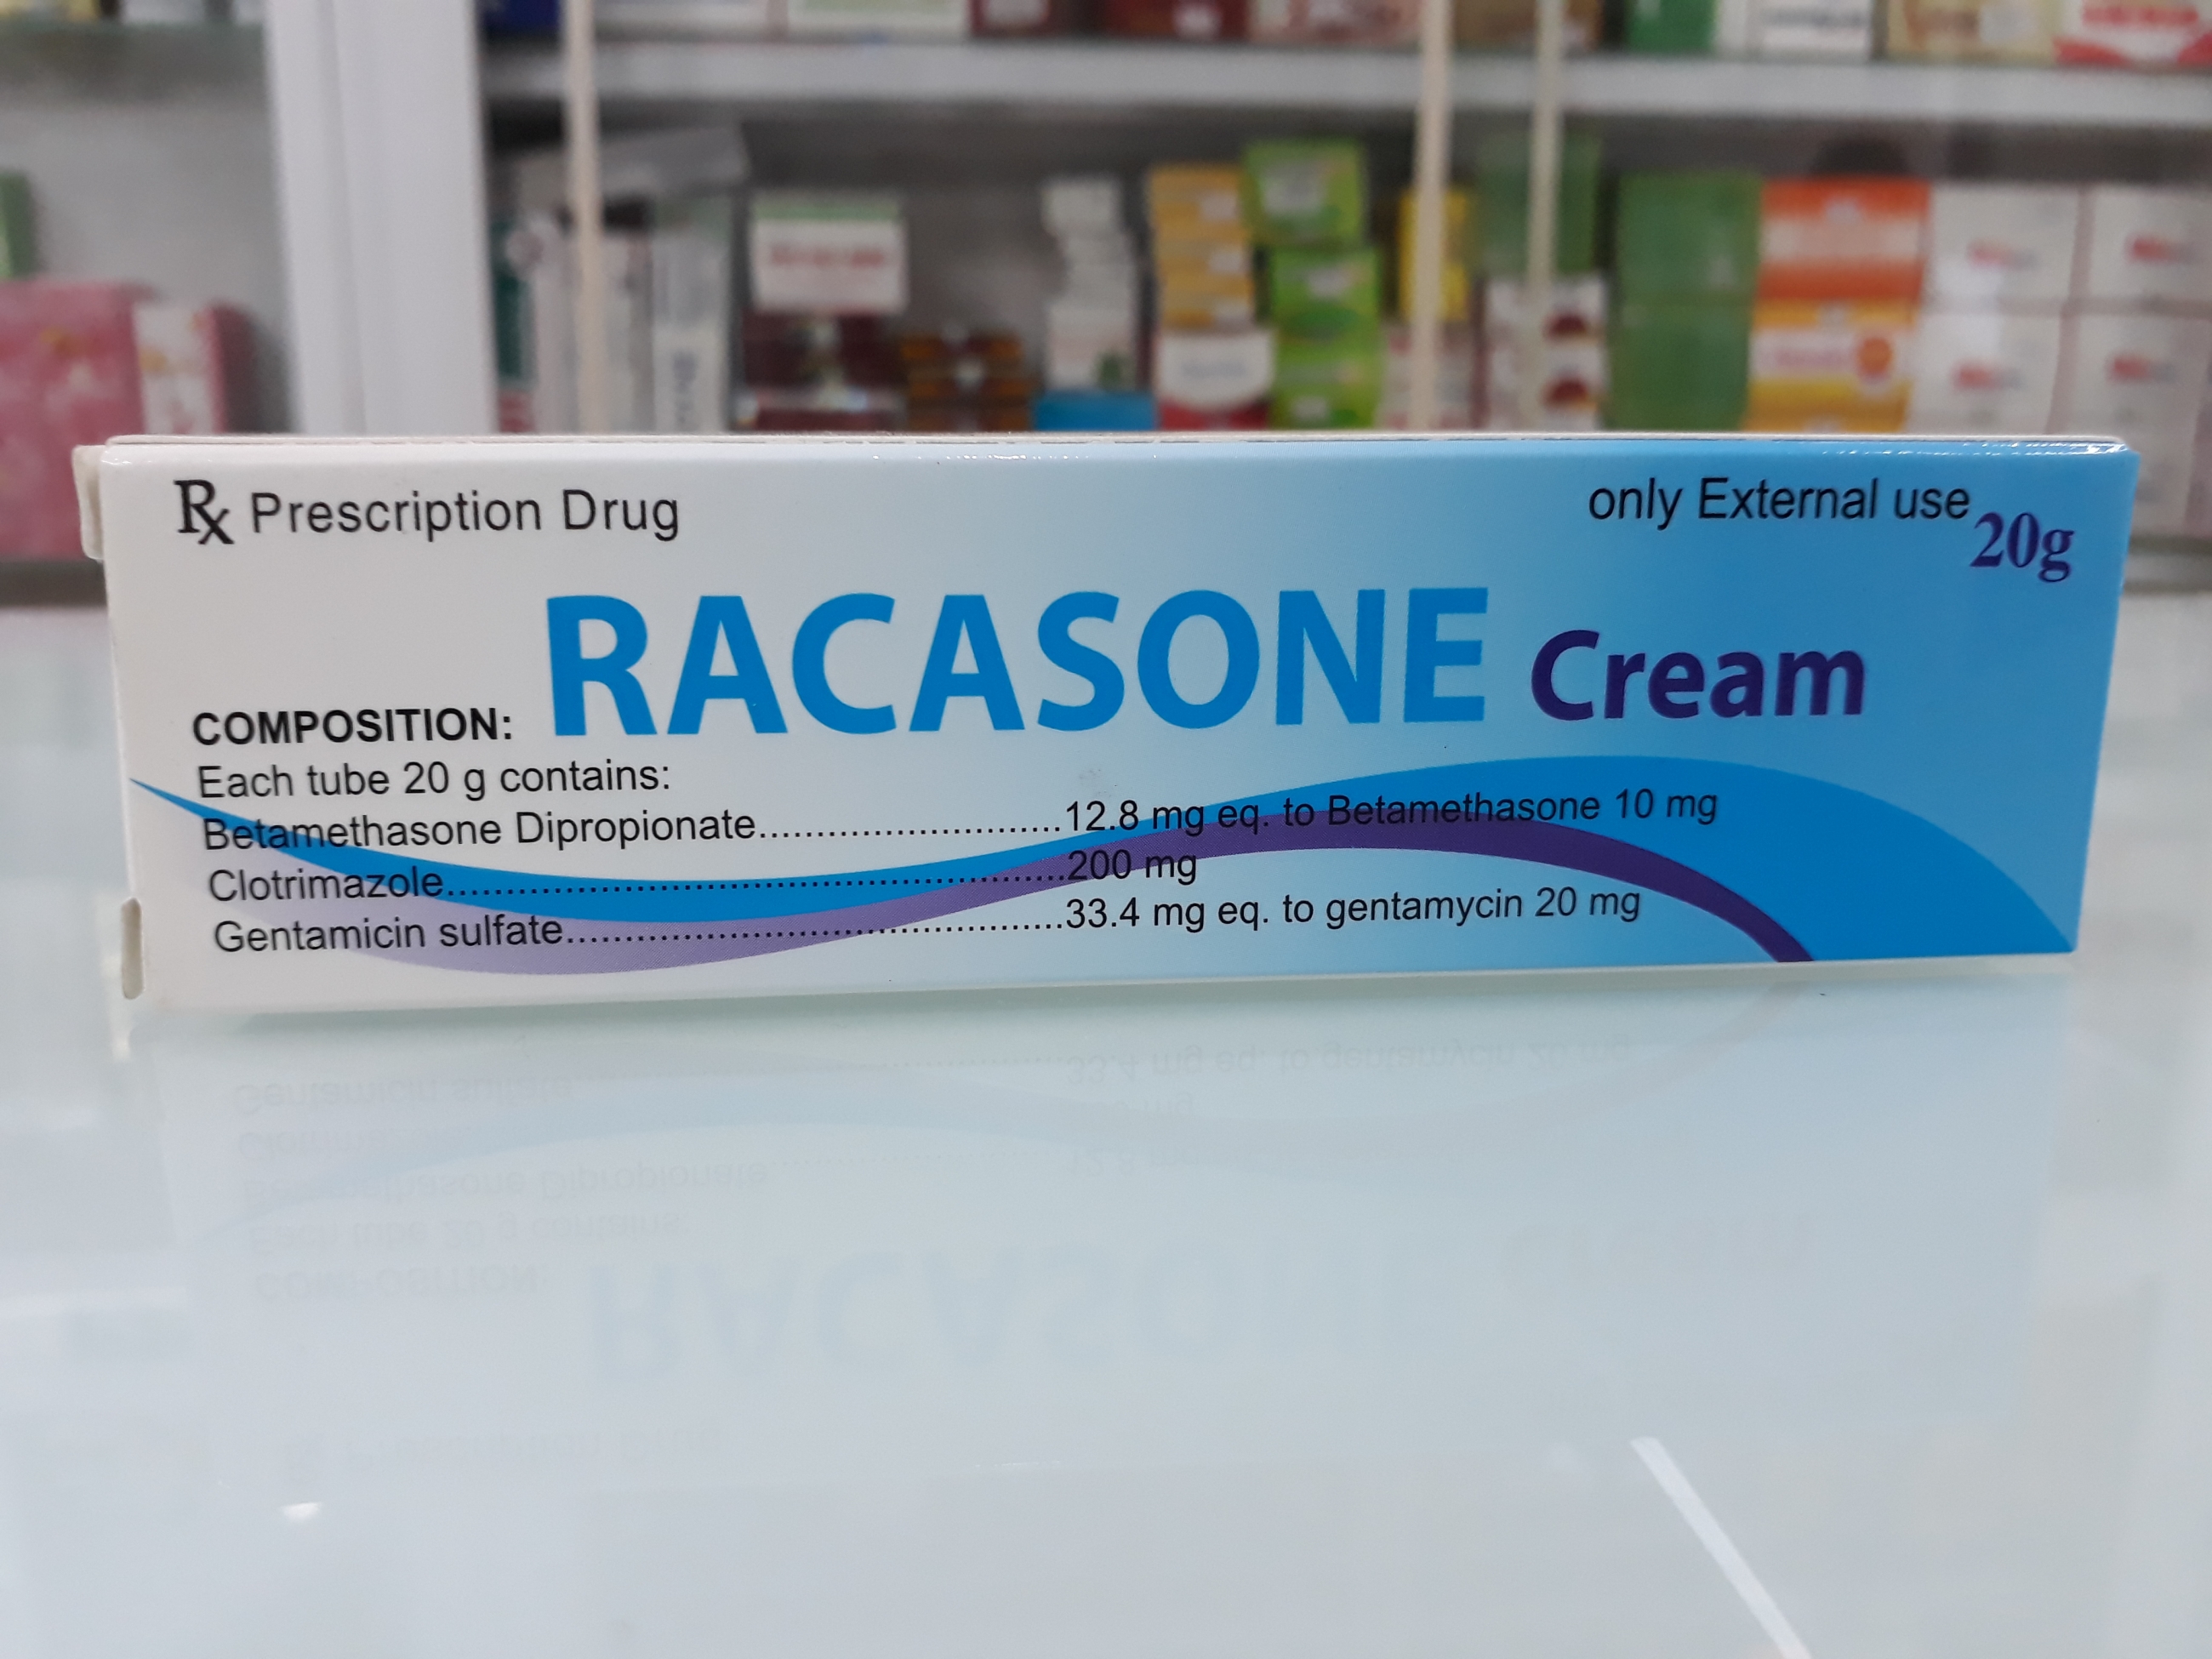 Rx Prescription Drug
only External use
20g
RACASONE Cream
COMPOSITION:
Each tube 20 g contains:
Betamethasone Dipropionate..........................12.8 mg eq. to Betamethasone 10 mg
Clotrimazole.....................................................200 mg
Gentamicin sulfate..........................................33.4 mg eq. to gentamycin 20 mg